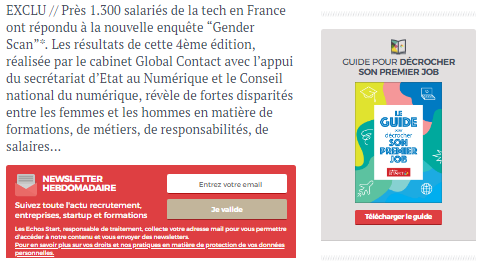 EXCLU // Près 1.300 salariés de la tech en France
ont répondu à la nouvelle enquête “Gender
Scan”*. Les résultats de cette 4ème édition,
réalisée par le cabinet Global Contact avec l’appui
du secrétariat d’Etat au Numérique et le Conseil
national du numérique, révèle de fortes disparités
entre les femmes et les hommes en matière de
formations, de métiers, de responsabilités, de
salaires...
NEWSLETTER
HEBDOMADAIRE
Entrez votre email
Suivez toute l'actu recrutement,
entreprises, startup et formations
Je valide
Les Echos Start, responsable de traitement, collecte votre adresse mail pour vous permettre
d'accéder à notre contenu et vous envoyer des newsletters.
Pour en savoir plus sur vos droits et nos pratiques en matière de protection de vos données
personnelles.
GUIDE POUR DÉCROCHER
SON PREMIER JOB
LE
GUIDE
décrocher
SON
PREMIER
JOB
Télécharger le guide